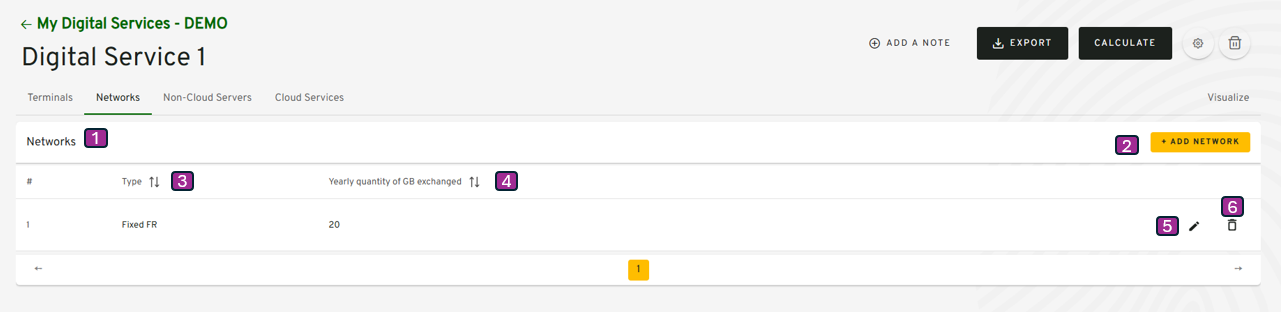 ← My Digital Services - DEMO
Digital Service 1
ADD A NOTE
EXPORT
CALCULATE
Terminals Networks Non-Cloud Servers Cloud Services Visualize
Networks 1 2 + ADD NETWORK
# Type 3 Yearly quantity of GB exchanged 4
6
1 Fixed FR 20 5
← 1 →